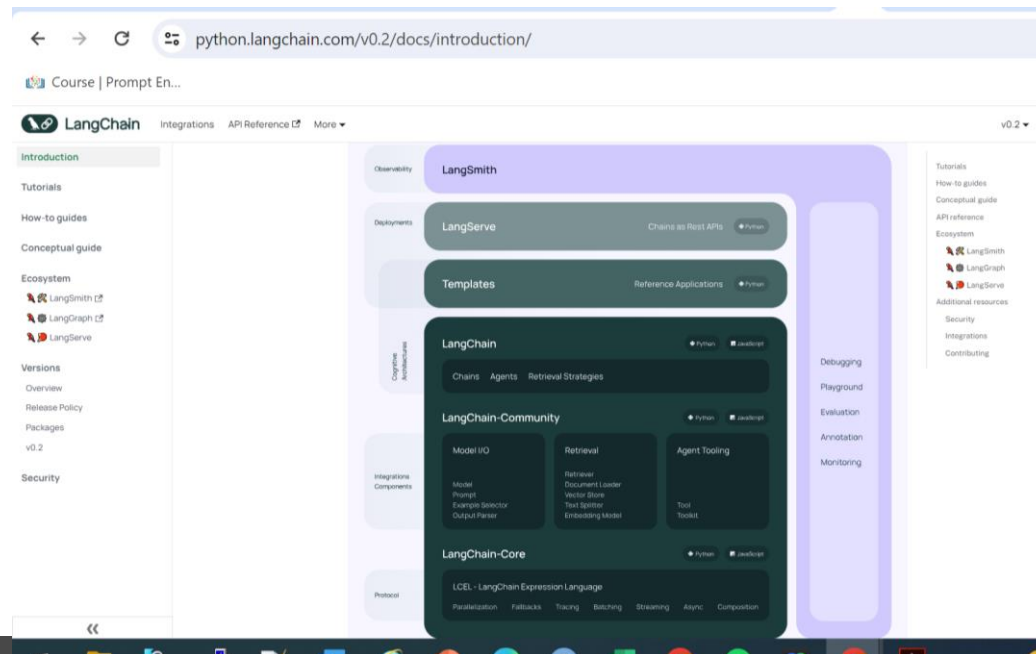 python.langchain.com/v0.2/docs/introduction/
Course | Prompt En...
LangChain Integrations API Reference More v0.2
Introduction
Tutorials
How-to guides
Conceptual guide
Ecosystem
LangSmith
LangGraph
LangServe
Versions
Overview
Release Policy
Packages
v0.2
Security
Observability
LangSmith
Deployments
LangServe Chains as Rest APIs Python
Templates Reference Applications Python
Cognitive
Architectures
LangChain Python JavaScript
Chains Agents Retrieval Strategies
LangChain-Community Python JavaScript
Integrations
Components
Model I/O
Model
Prompt
Example Selector
Output Parser
Retrieval
Retriever
Document Loader
Vector Store
Text Splitter
Embedding Model
Agent Tooling
Tool
Toolkit
LangChain-Core Python JavaScript
Protocol
LCEL - LangChain Expression Language
Parallelization Fallbacks Tracing Batching Streaming Async Composition
Debugging
Playground
Evaluation
Annotation
Monitoring
Tutorials
How-to guides
Conceptual guide
API reference
Ecosystem
LangSmith
LangGraph
LangServe
Additional resources
Security
Integrations
Contributing